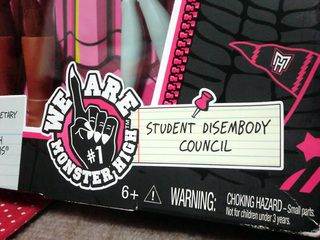 WE ARE
MONSTER HIGH™
#1
STUDENT DISEMBODY
COUNCIL
6+
WARNING:
CHOKING HAZARD – Small parts.
Not for children under 3 years.